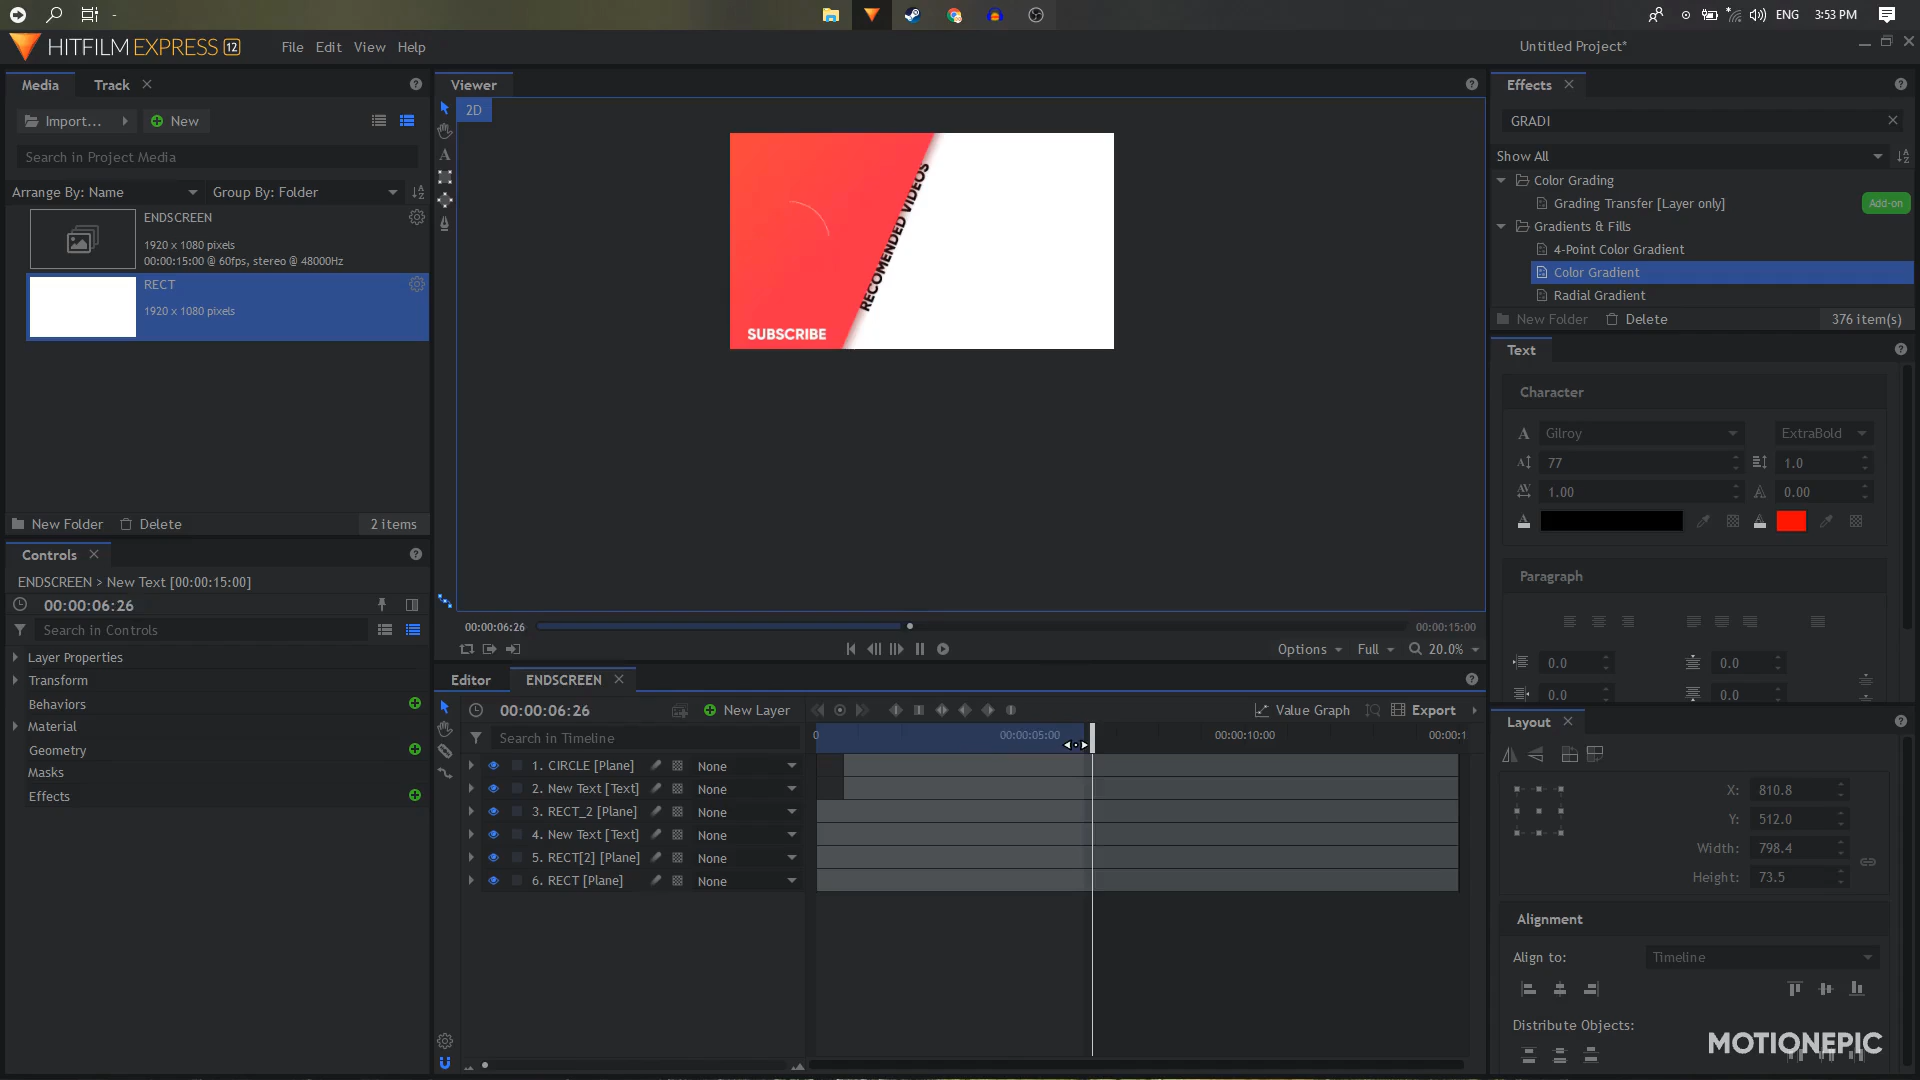 ENG
3:53 PM
HITFILM EXPRESS 12
File Edit View Help
Untitled Project*
Media
Track
Import...
New
Search in Project Media
Arrange By: Name
Group By: Folder
ENDSCREEN
1920 x 1080 pixels
00:00:15:00 @ 60fps, stereo @ 48000Hz
RECT
1920 x 1080 pixels
New Folder
Delete
2 items
Controls
ENDSCREEN > New Text [00:00:15:00]
00:00:06:26
Search in Controls
Layer Properties
Transform
Behaviors
Material
Geometry
Masks
Effects
Viewer
2D
RECOMENDED VIDEOS
SUBSCRIBE
00:00:06:26
00:00:15:00
Options
Full
20.0%
Editor
ENDSCREEN
00:00:06:26
New Layer
Value Graph
Export
Search in Timeline
0
00:00:05:00
00:00:10:00
00:00:1
1. CIRCLE [Plane]
None
2. New Text [Text]
None
3. RECT_2 [Plane]
None
4. New Text [Text]
None
5. RECT[2] [Plane]
None
6. RECT [Plane]
None
Effects
GRADI
Show All
Color Grading
Grading Transfer [Layer only]
Add-on
Gradients & Fills
4-Point Color Gradient
Color Gradient
Radial Gradient
New Folder
Delete
376 item(s)
Text
Character
Gilroy
ExtraBold
77
1.0
1.00
0.00
Paragraph
0.0
0.0
0.0
0.0
Layout
X: 810.8
Y: 512.0
Width: 798.4
Height: 73.5
Alignment
Align to:
Timeline
Distribute Objects:
MOTIONEPIC